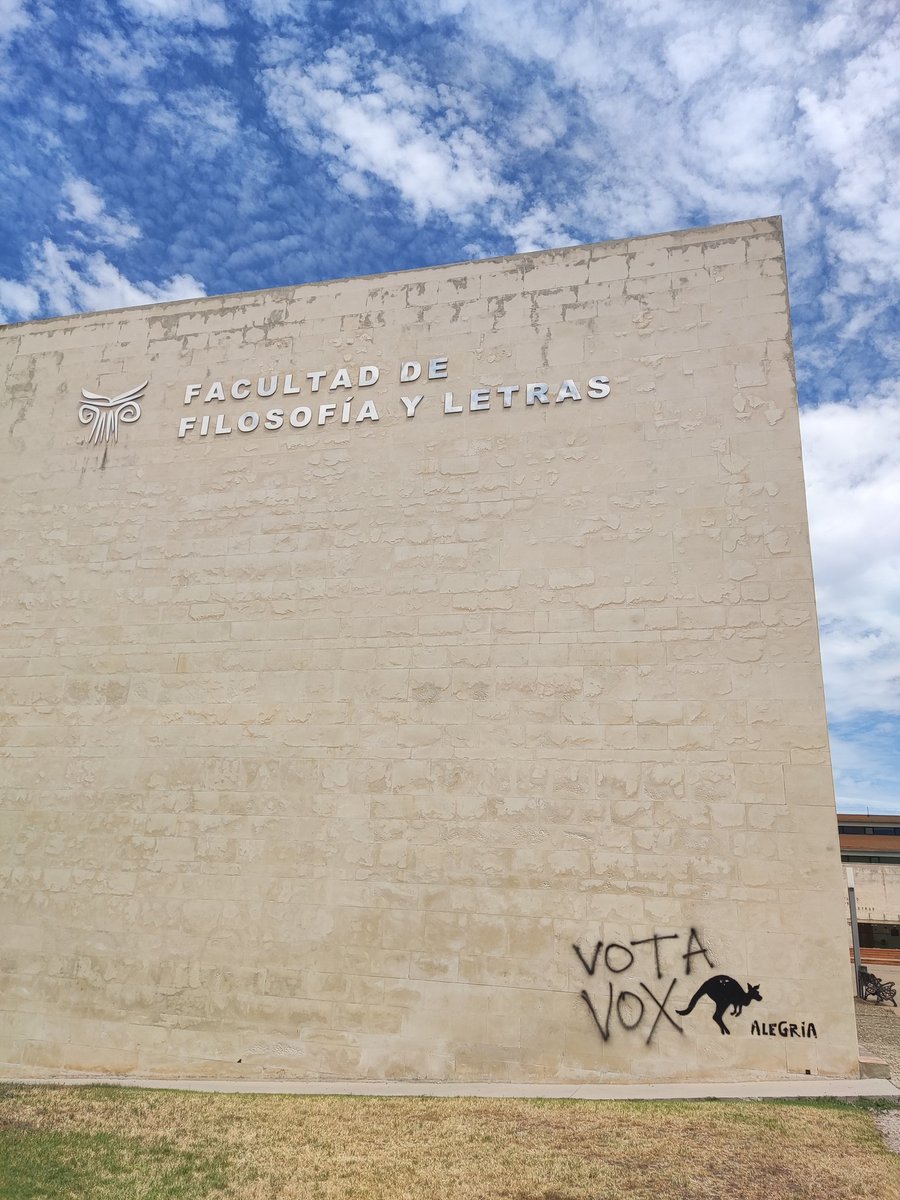 FACULTAD DE
FILOSOFÍA Y LETRAS
VOTA
VOX
ALEGRIA